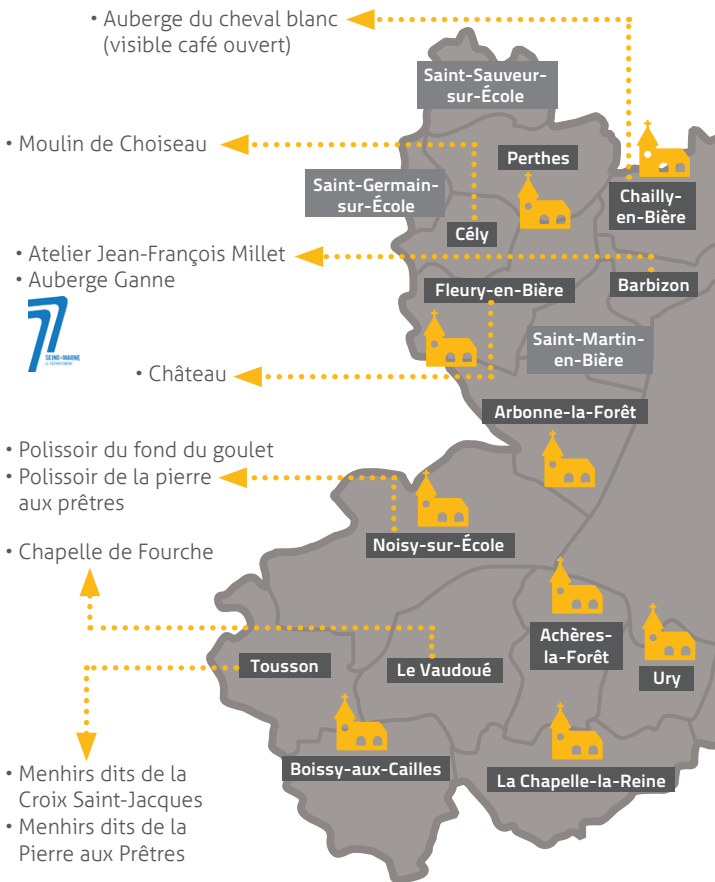 • Auberge du cheval blanc
(visible café ouvert)
Saint-Sauveur-
sur-École
• Moulin de Choiseau
Perthes
Saint-Germain-
sur-École
Chailly-
en-Bière
Cély
• Atelier Jean-François Millet
• Auberge Ganne
Fleury-en-Bière
Barbizon
77
SEINE&MARNE
LE DÉPARTEMENT
Saint-Martin-
en-Bière
• Château
Arbonne-la-Forêt
• Polissoir du fond du goulet
• Polissoir de la pierre
aux prêtres
Noisy-sur-École
• Chapelle de Fourche
Achères-
la-Forêt
Tousson
Le Vaudoué
Ury
Boissy-aux-Cailles
La Chapelle-la-Reine
• Menhirs dits de la
Croix Saint-Jacques
• Menhirs dits de la
Pierre aux Prêtres